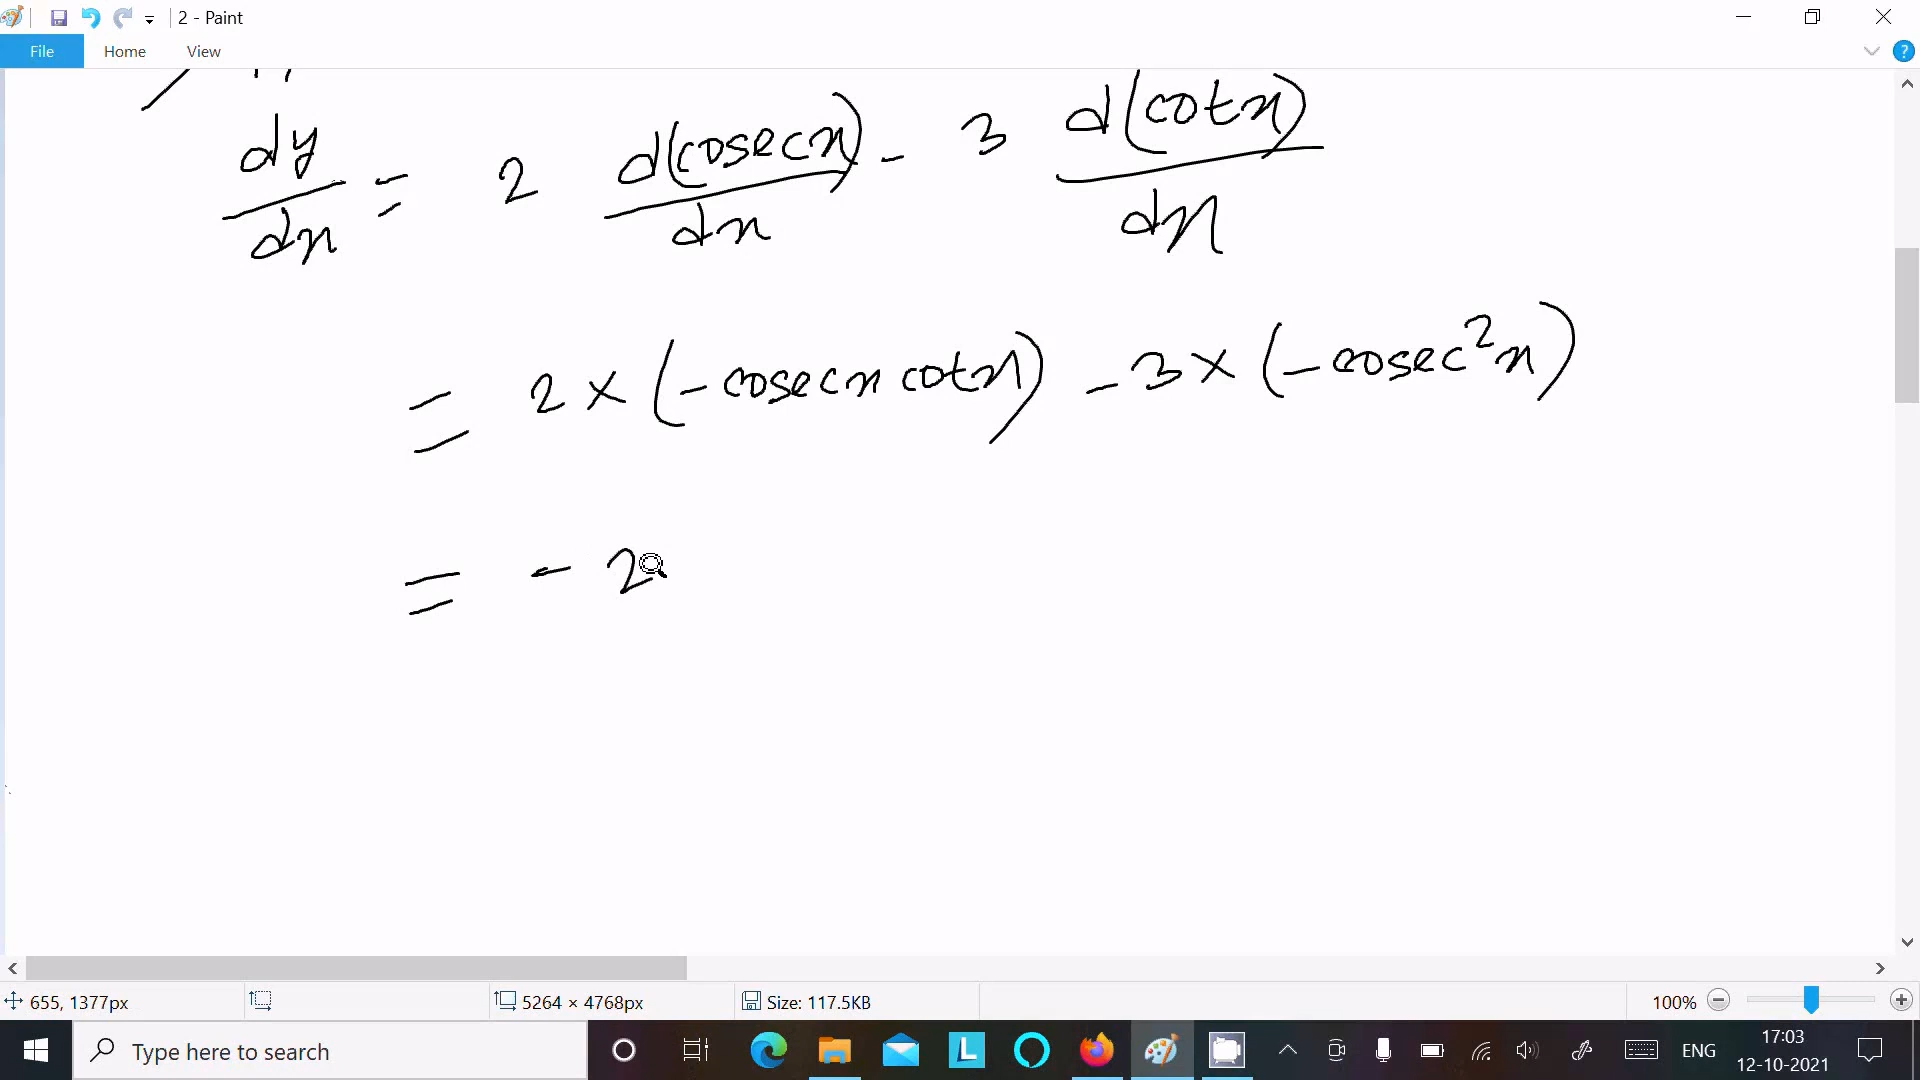 2 - Paint
File Home View
dy/dx = 2 d(cosecx)/dx - 3 d(cotx)/dx
= 2 × (-cosecx cotx) - 3 × (-cosec²x)
= - 2
655, 1377px 5264 × 4768px Size: 117.5KB 100%
Type here to search L ENG 17:03
12-10-2021